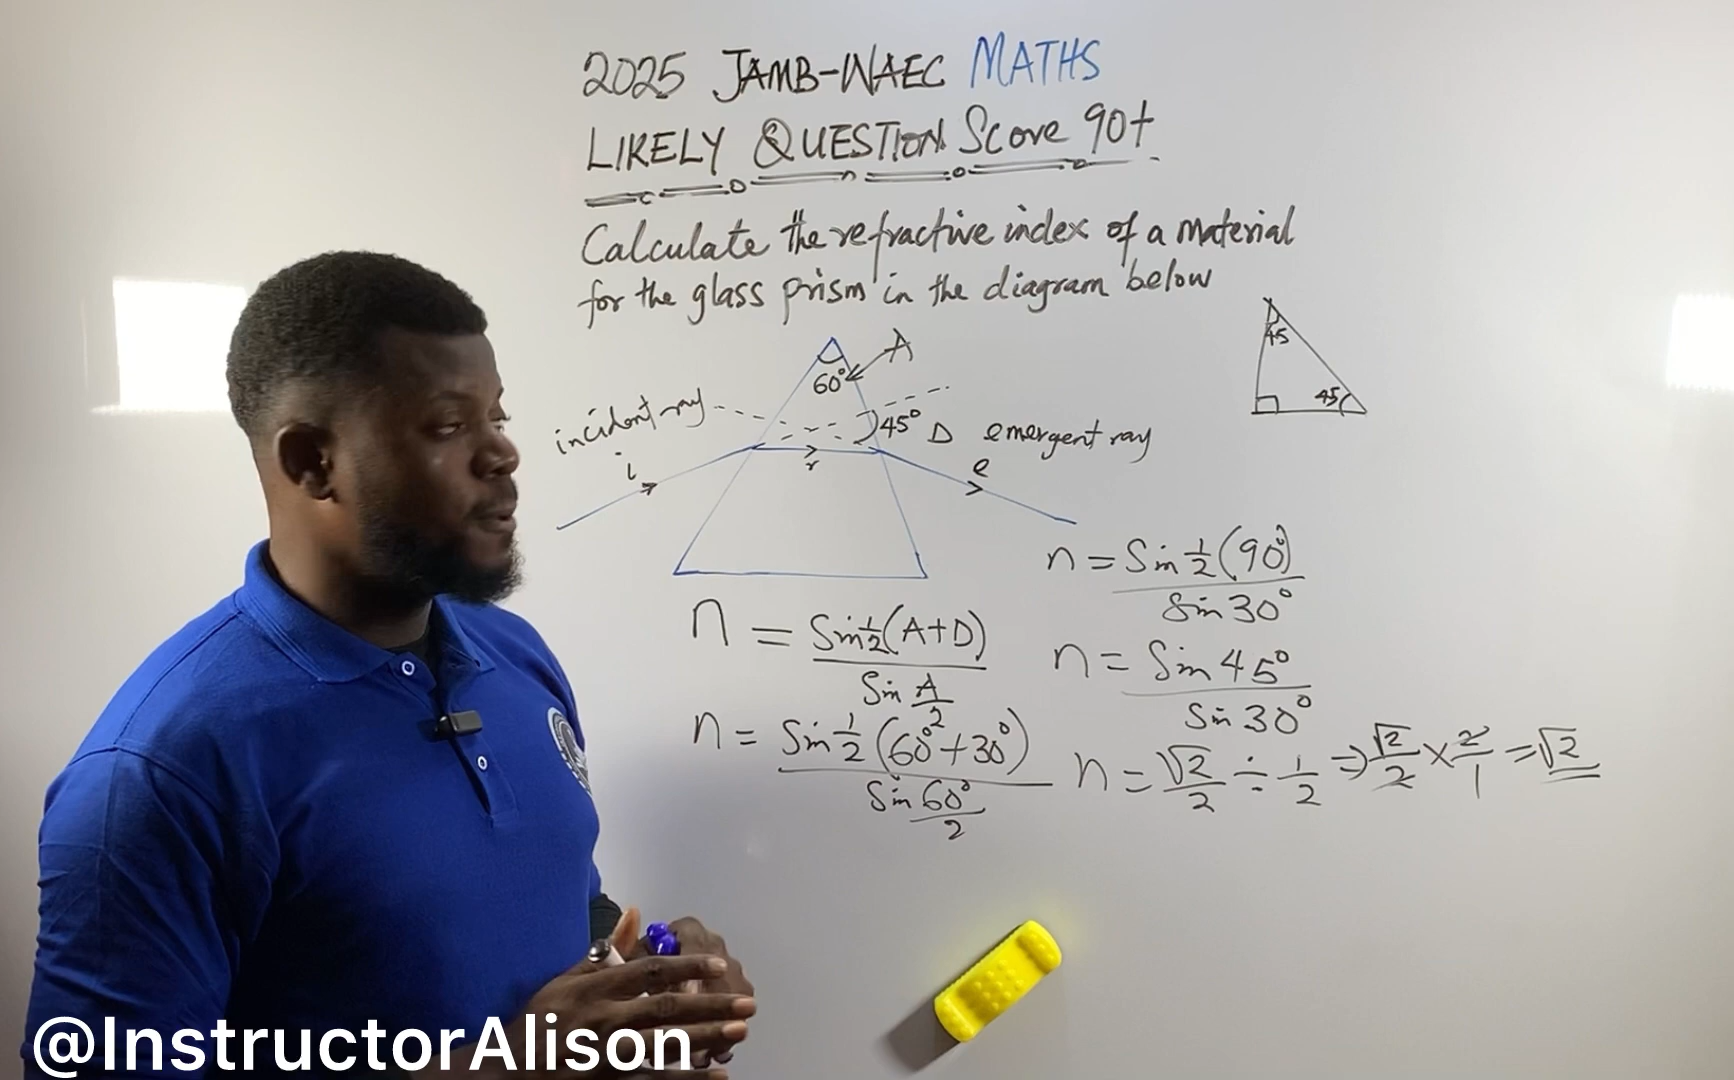 2025 JAMB-WAEC MATHS
LIKELY QUESTION Score 90+
Calculate the refractive index of a material
for the glass prism in the diagram below
A
60°
incident ray
45° D emergent ray
i
r
e
45
45
n = Sin ½ (A+D)
Sin A/2
n = Sin ½ (60° + 30°)
Sin 60°/2
n = Sin ½ (90°)
Sin 30°
n = Sin 45°
Sin 30°
n = √2/2 ÷ 1/2 ⇒ √2/2 × 2/1 = √2
@InstructorAlison